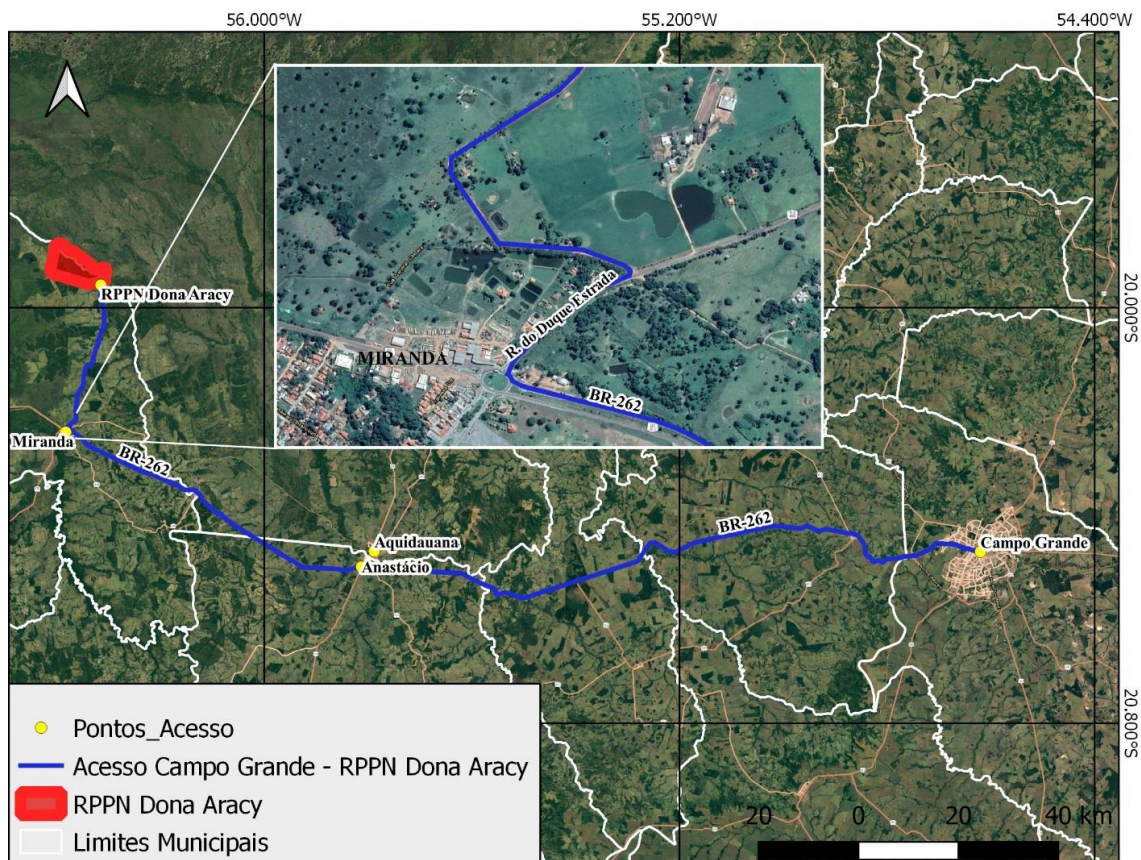 56.000°W
55.200°W
54.400°W
R. do Duque Estrada
MIRANDA
BR-262
RPPN Dona Aracy
20.000°S
Miranda
BR-262
BR-262
Aquidauana
Anastácio
Campo Grande
20.800°S
Pontos_Acesso
Acesso Campo Grande - RPPN Dona Aracy
RPPN Dona Aracy
Limites Municipais
20 0 20 40 km